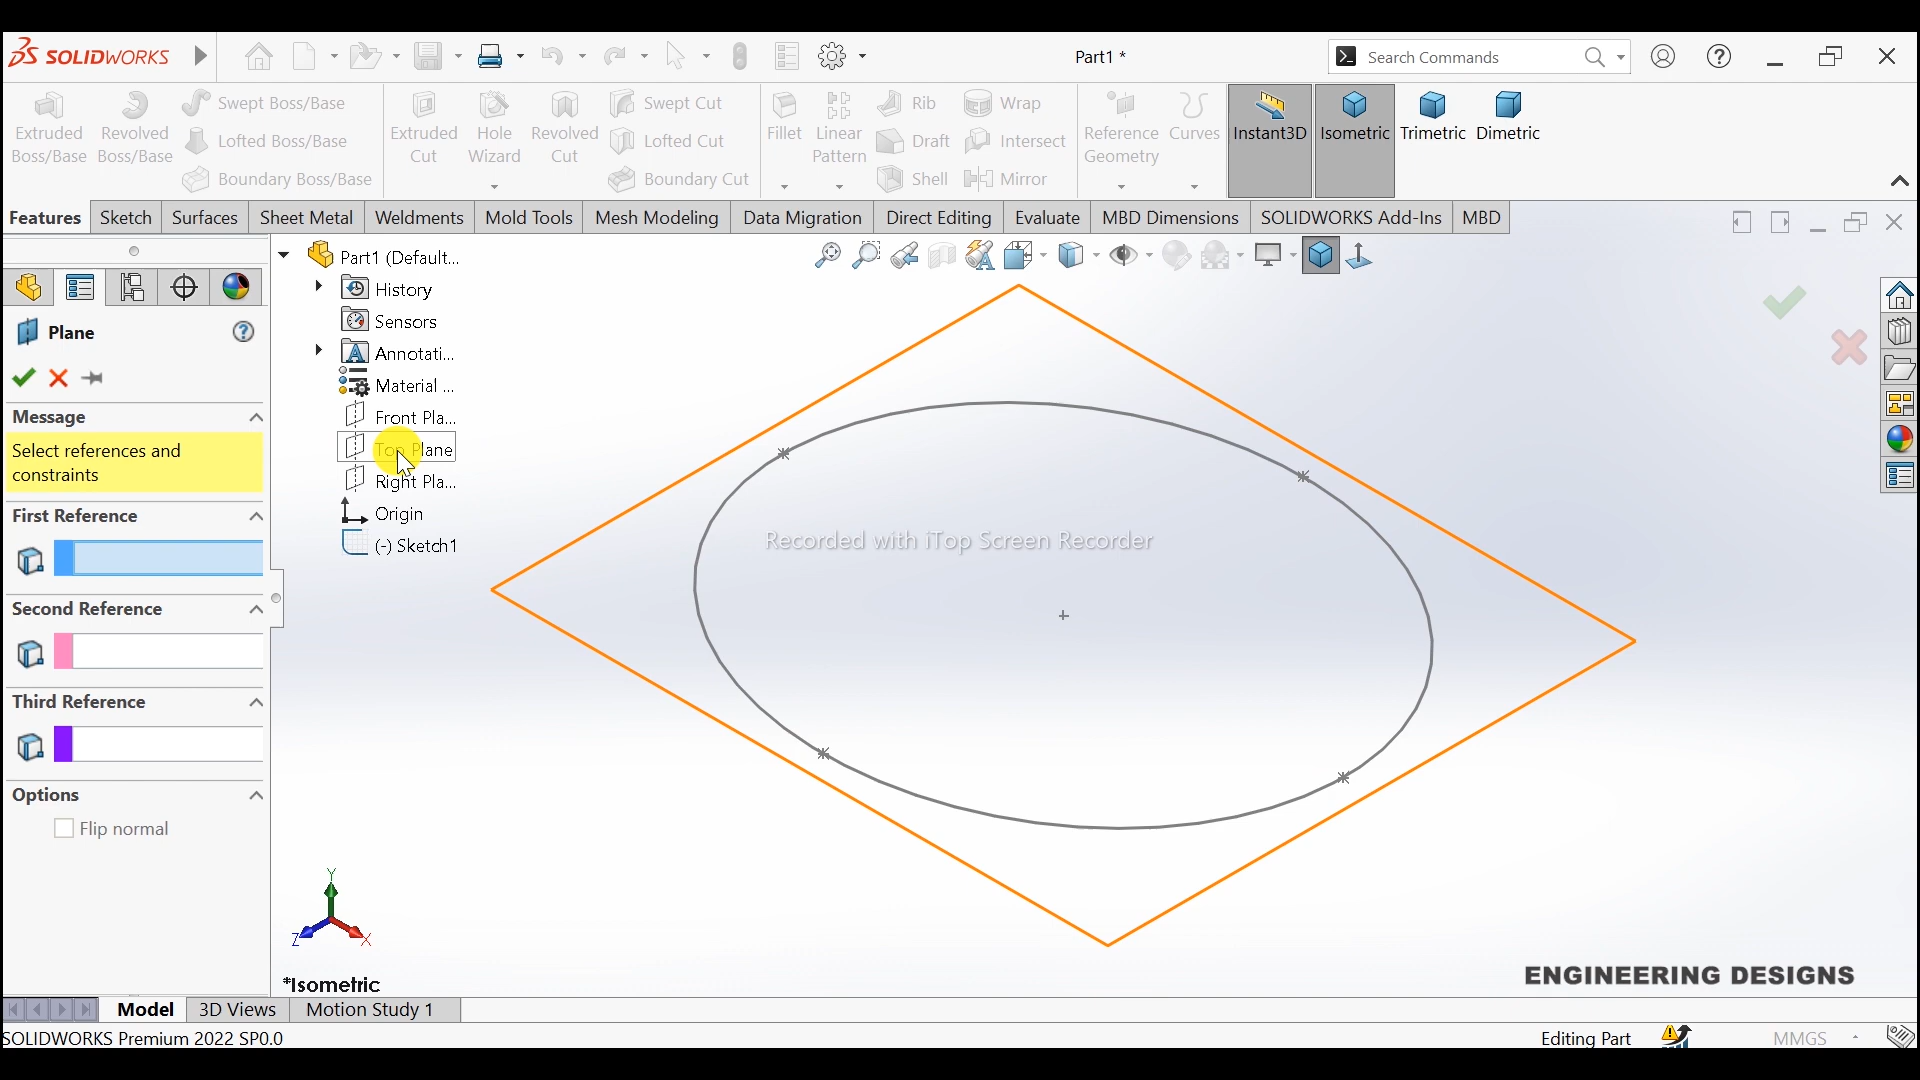 SOLIDWORKS
Part1 *
Search Commands
Extruded Boss/Base
Revolved Boss/Base
Swept Boss/Base
Lofted Boss/Base
Boundary Boss/Base
Extruded Cut
Hole Wizard
Revolved Cut
Swept Cut
Lofted Cut
Boundary Cut
Fillet
Linear Pattern
Rib
Draft
Shell
Wrap
Intersect
Mirror
Reference Geometry
Curves
Instant3D
Isometric
Trimetric
Dimetric
Features
Sketch
Surfaces
Sheet Metal
Weldments
Mold Tools
Mesh Modeling
Data Migration
Direct Editing
Evaluate
MBD Dimensions
SOLIDWORKS Add-Ins
MBD
Plane
Message
Select references and
constraints
First Reference
Second Reference
Third Reference
Options
Flip normal
Part1 (Default...
History
Sensors
Annotati...
Material ...
Front Pla...
Top Plane
Right Pla...
Origin
(-) Sketch1
Recorded with iTop Screen Recorder
Y
Z
X
*Isometric
ENGINEERING DESIGNS
Model
3D Views
Motion Study 1
SOLIDWORKS Premium 2022 SP0.0
Editing Part
MMGS